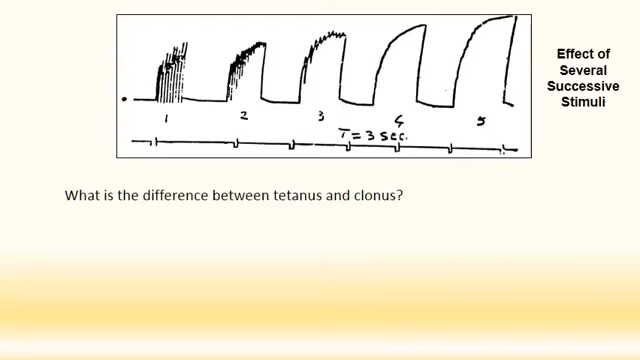 Effect of
Several
Successive
Stimuli
1 2 3 4 5
T = 3 sec.
What is the difference between tetanus and clonus?